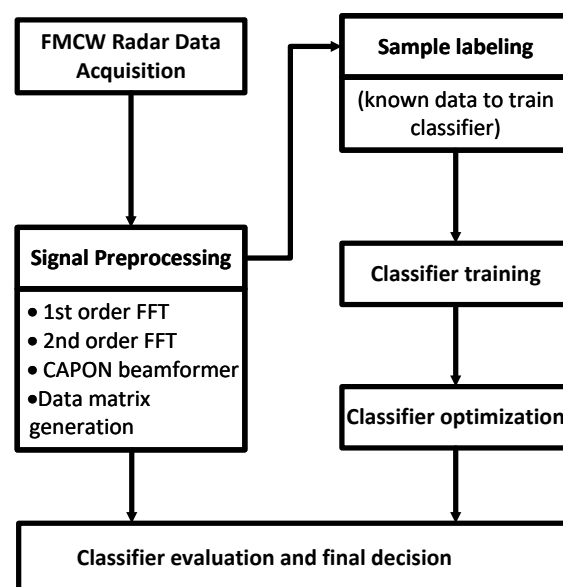 FMCW Radar Data
Acquisition
Signal Preprocessing
• 1st order FFT
• 2nd order FFT
• CAPON beamformer
•Data matrix
generation
Sample labeling
(known data to train
classifier)
Classifier training
Classifier optimization
Classifier evaluation and final decision